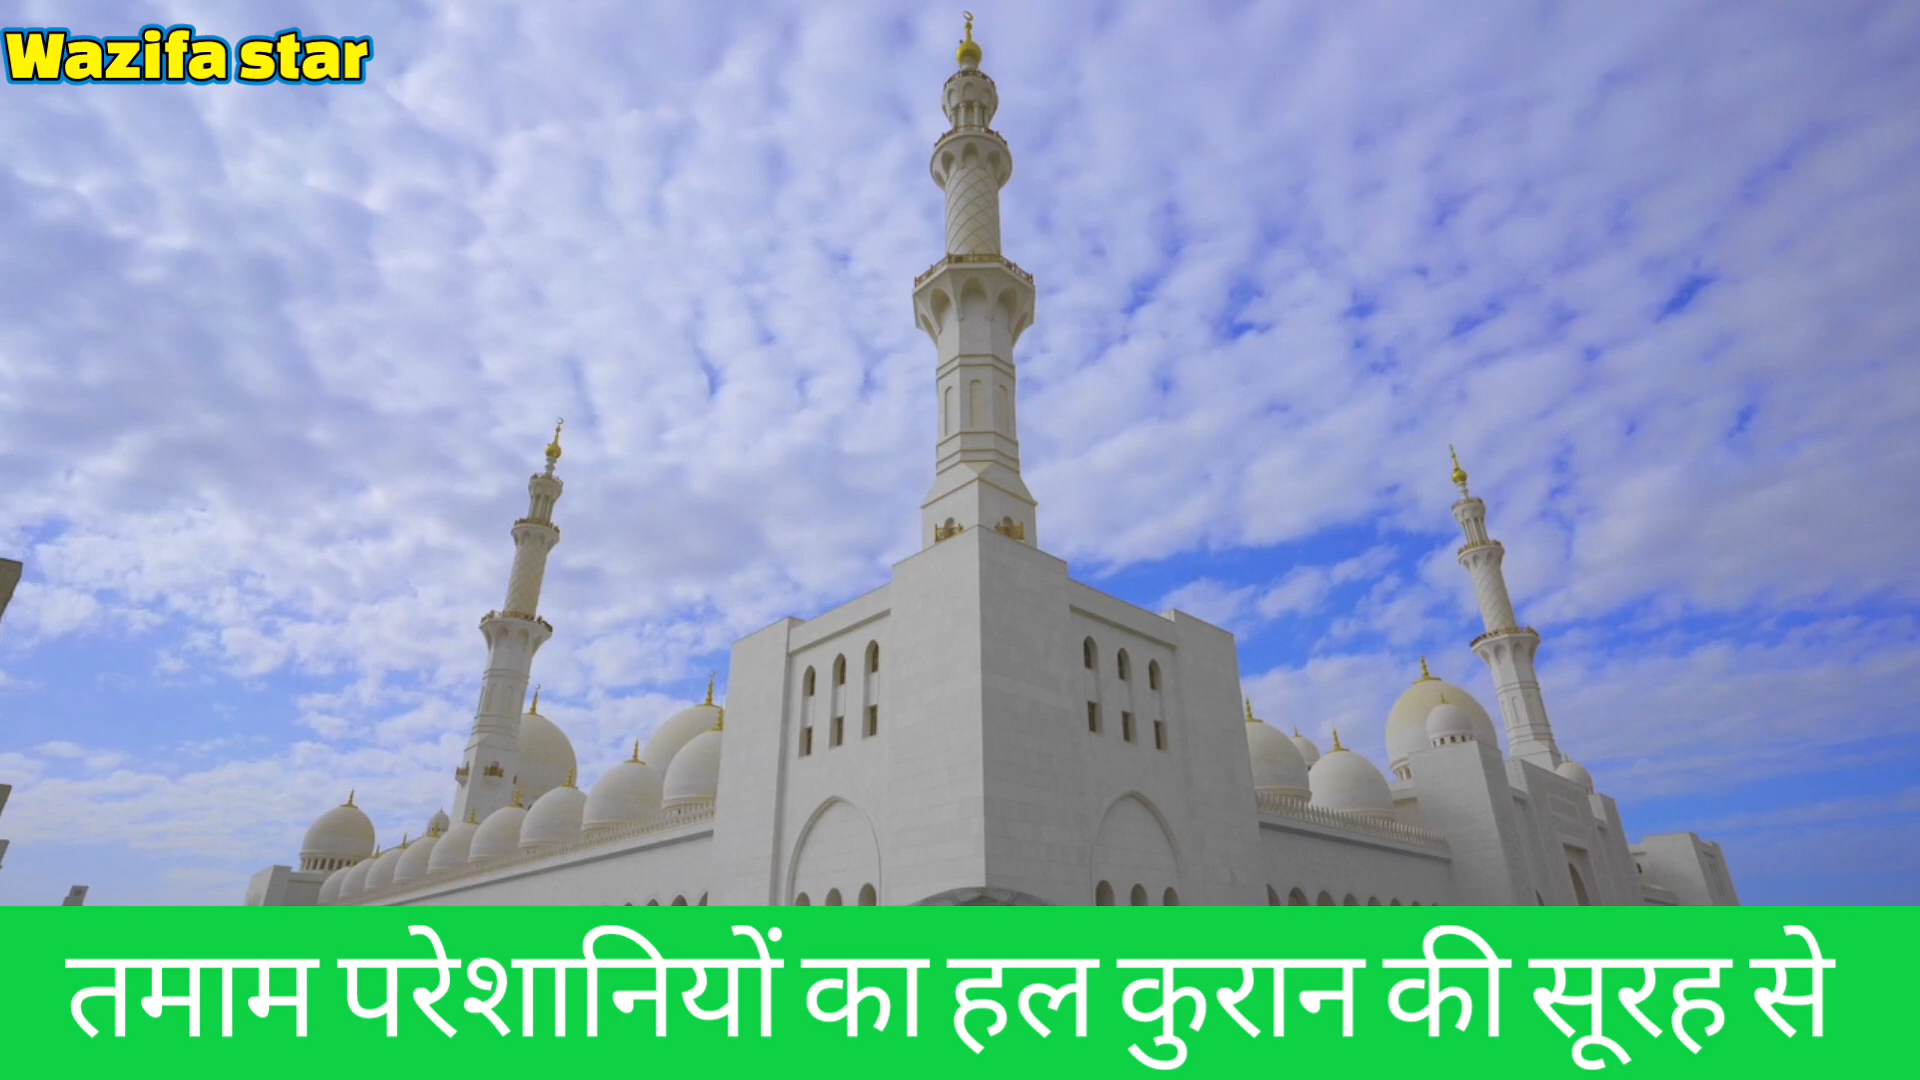 Wazifa star
तमाम परेशानियों का हल कुरान की सूरह से